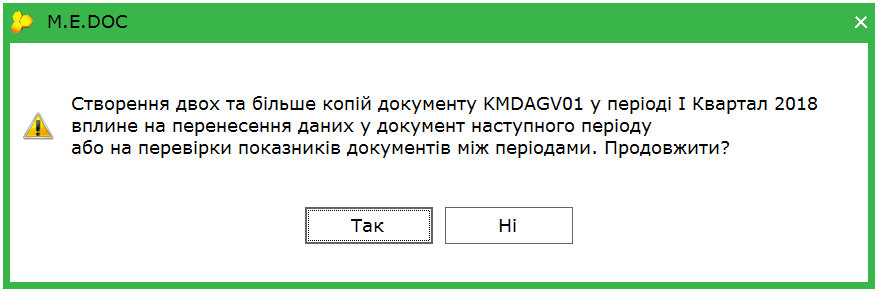 M.E.DOC
Створення двох та більше копій документу KMDAGV01 у періоді I Квартал 2018
вплине на перенесення даних у документ наступного періоду
або на перевірки показників документів між періодами. Продовжити?
Так
Ні